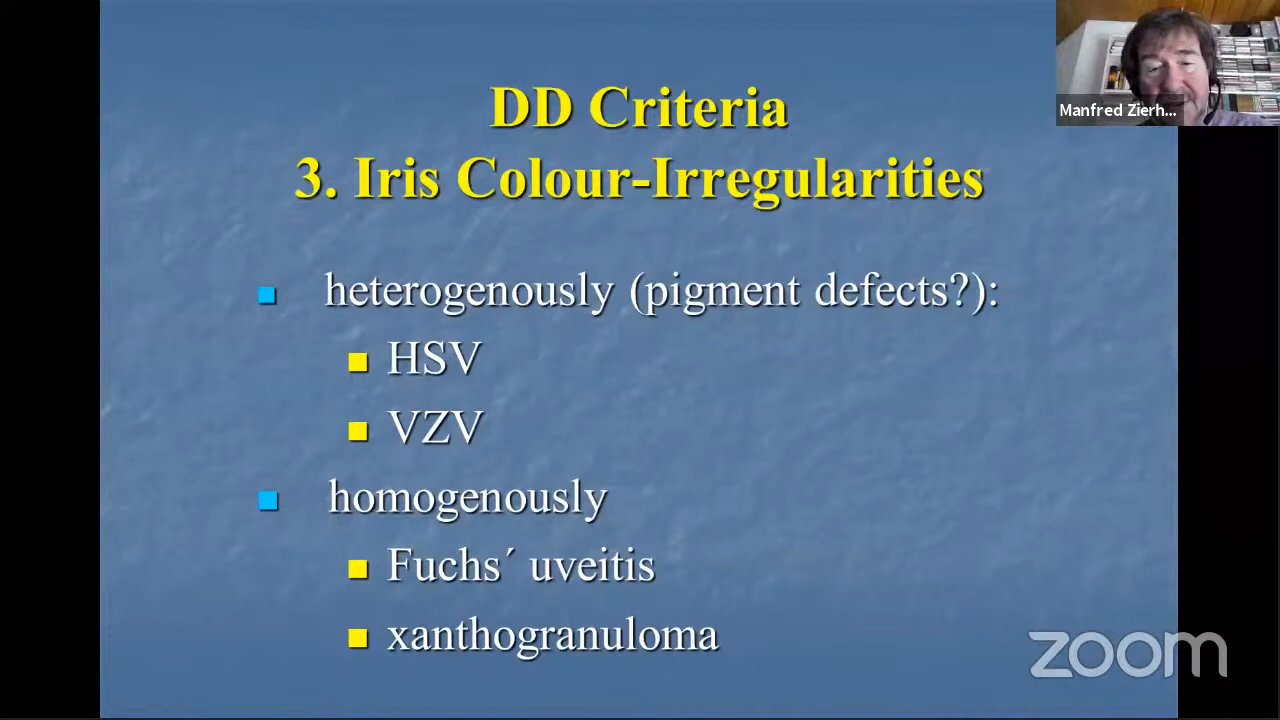 DD Criteria
3. Iris Colour-Irregularities
heterogenously (pigment defects?):
HSV
VZV
homogenously
Fuchs´ uveitis
xanthogranuloma
Manfred Zierh...
zoom